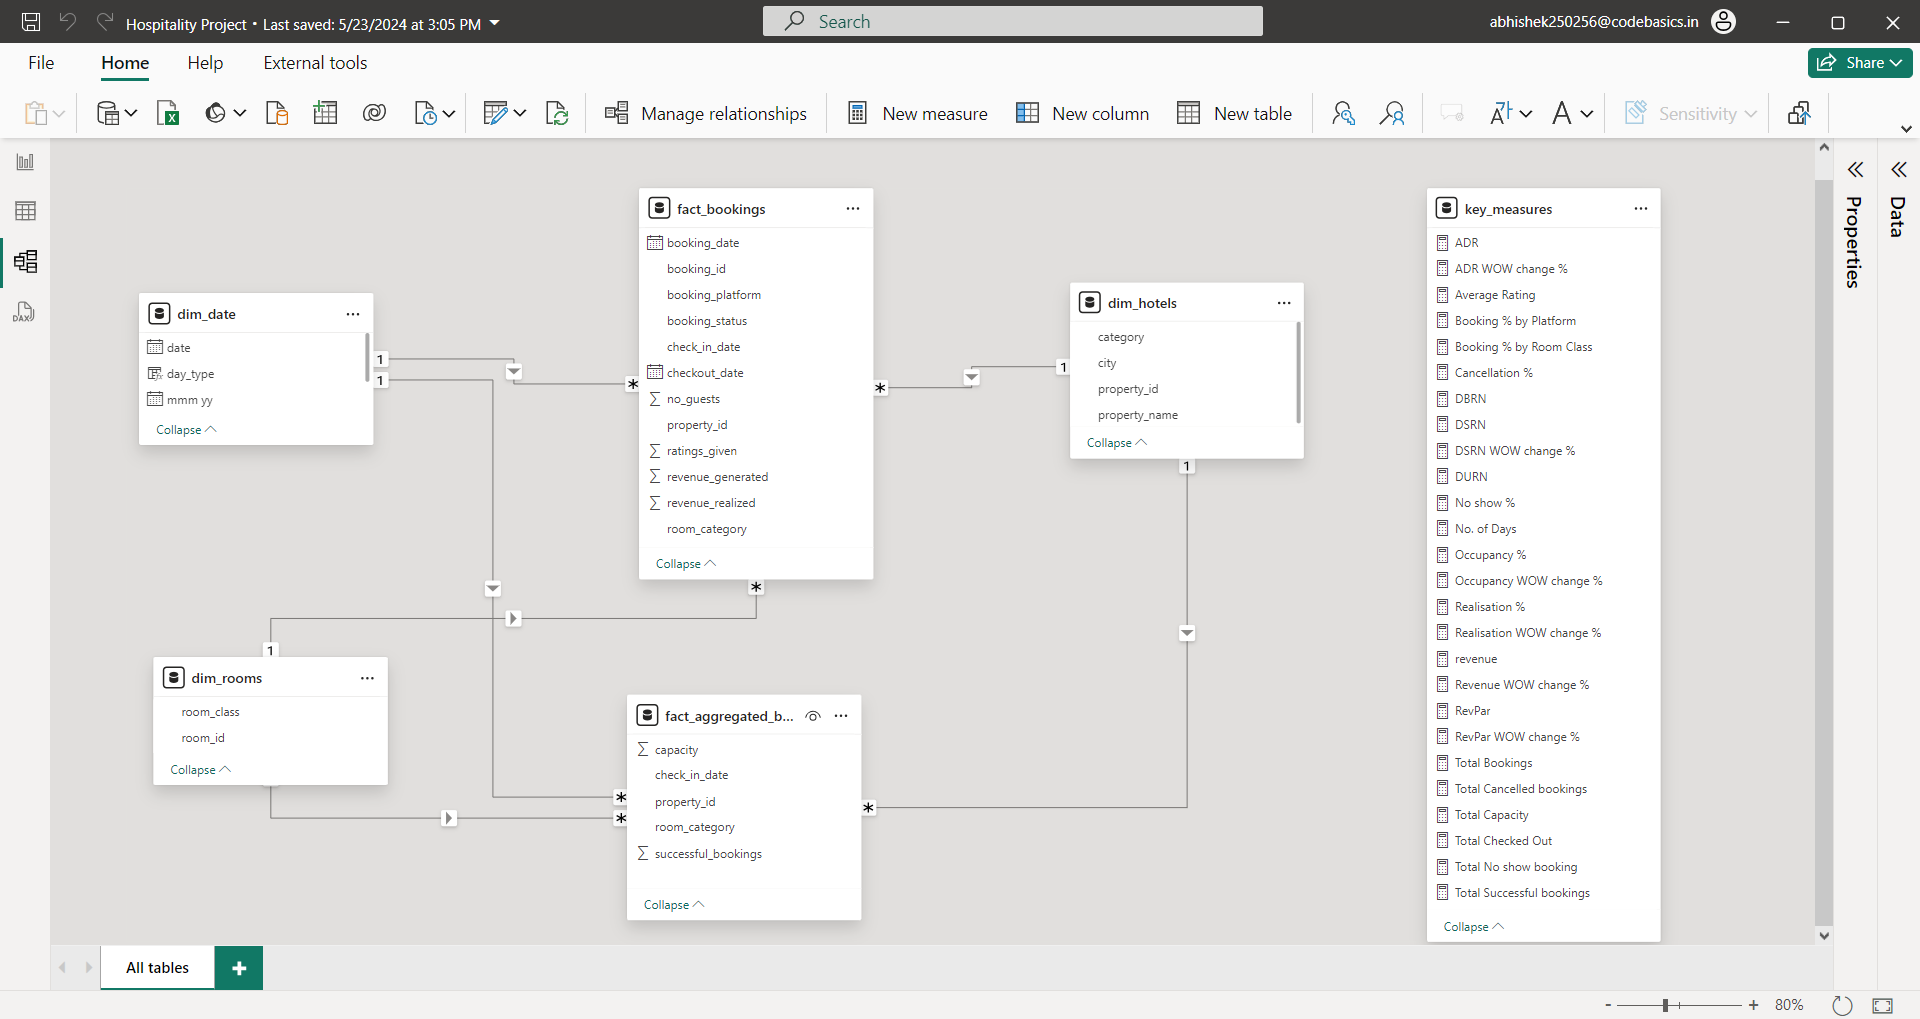 Hospitality Project • Last saved: 5/23/2024 at 3:05 PM
Search
abhishek250256@codebasics.in
File
Home
Help
External tools
Share
Manage relationships
New measure
New column
New table
Sensitivity
dim_date
date
day_type
mmm yy
Collapse
1
1
fact_bookings
booking_date
booking_id
booking_platform
booking_status
check_in_date
checkout_date
no_guests
property_id
ratings_given
revenue_generated
revenue_realized
room_category
Collapse
*
*
*
dim_hotels
category
city
property_id
property_name
Collapse
1
1
dim_rooms
room_class
room_id
Collapse
1
fact_aggregated_b...
capacity
check_in_date
property_id
room_category
successful_bookings
Collapse
*
*
*
key_measures
ADR
ADR WOW change %
Average Rating
Booking % by Platform
Booking % by Room Class
Cancellation %
DBRN
DSRN
DSRN WOW change %
DURN
No show %
No. of Days
Occupancy %
Occupancy WOW change %
Realisation %
Realisation WOW change %
revenue
Revenue WOW change %
RevPar
RevPar WOW change %
Total Bookings
Total Cancelled bookings
Total Capacity
Total Checked Out
Total No show booking
Total Successful bookings
Collapse
Properties
Data
DAX
All tables
+
- + 80%